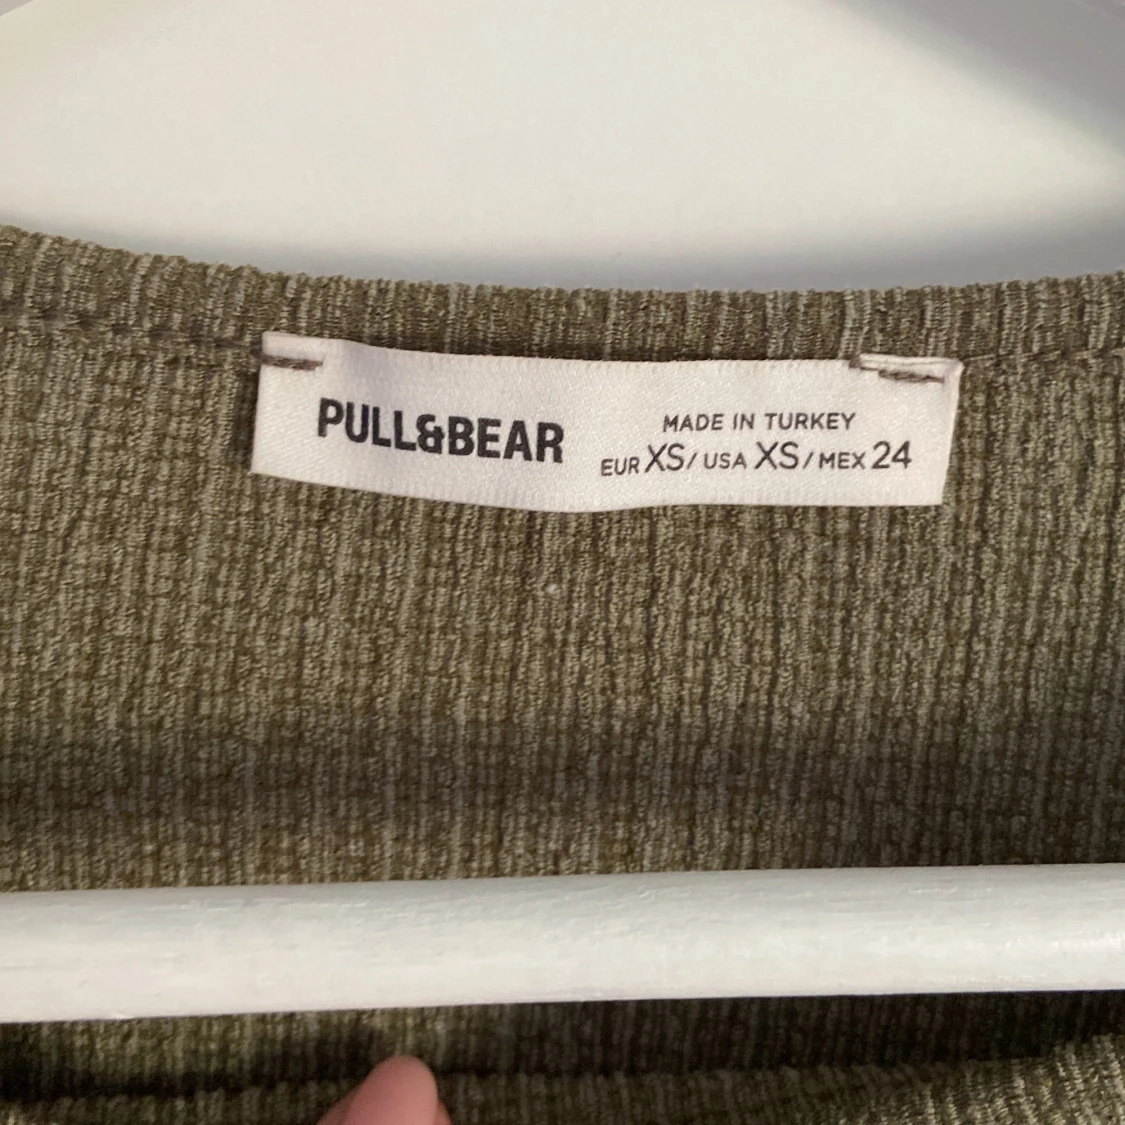 PULL&BEAR
MADE IN TURKEY
EUR XS/USA XS/MEX 24